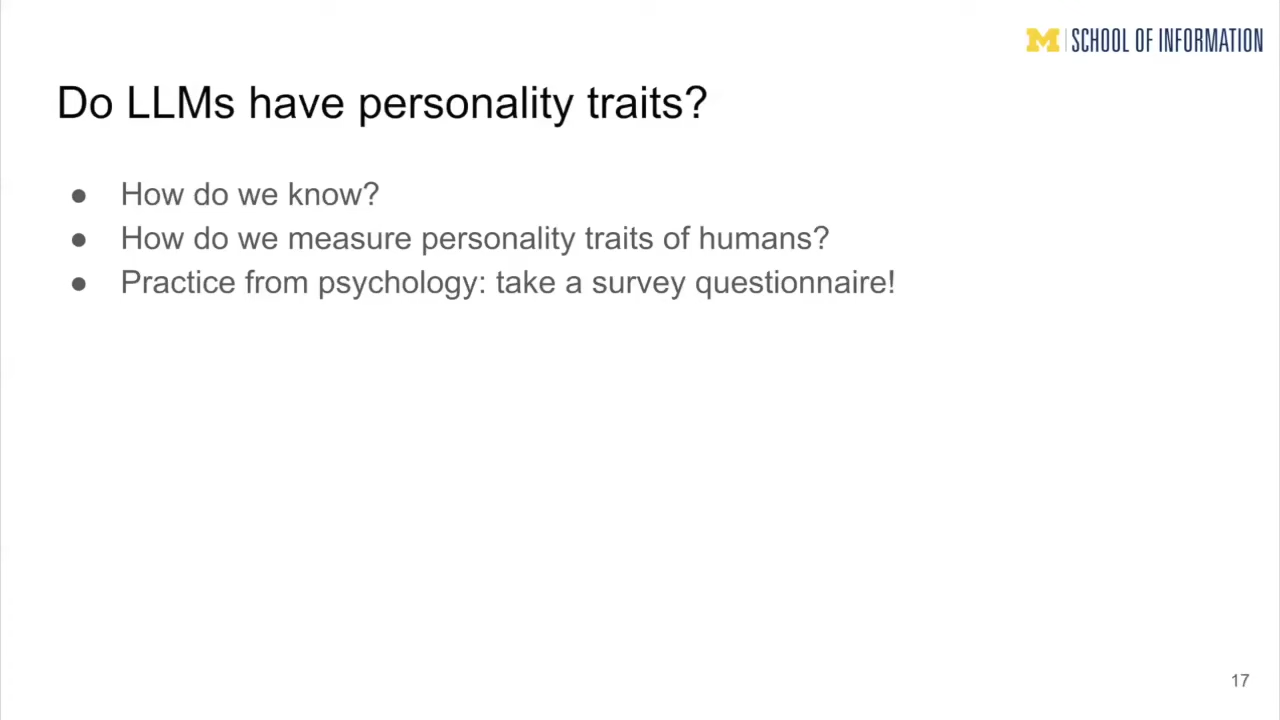 M | SCHOOL OF INFORMATION
Do LLMs have personality traits?
● How do we know?
● How do we measure personality traits of humans?
● Practice from psychology: take a survey questionnaire!
17